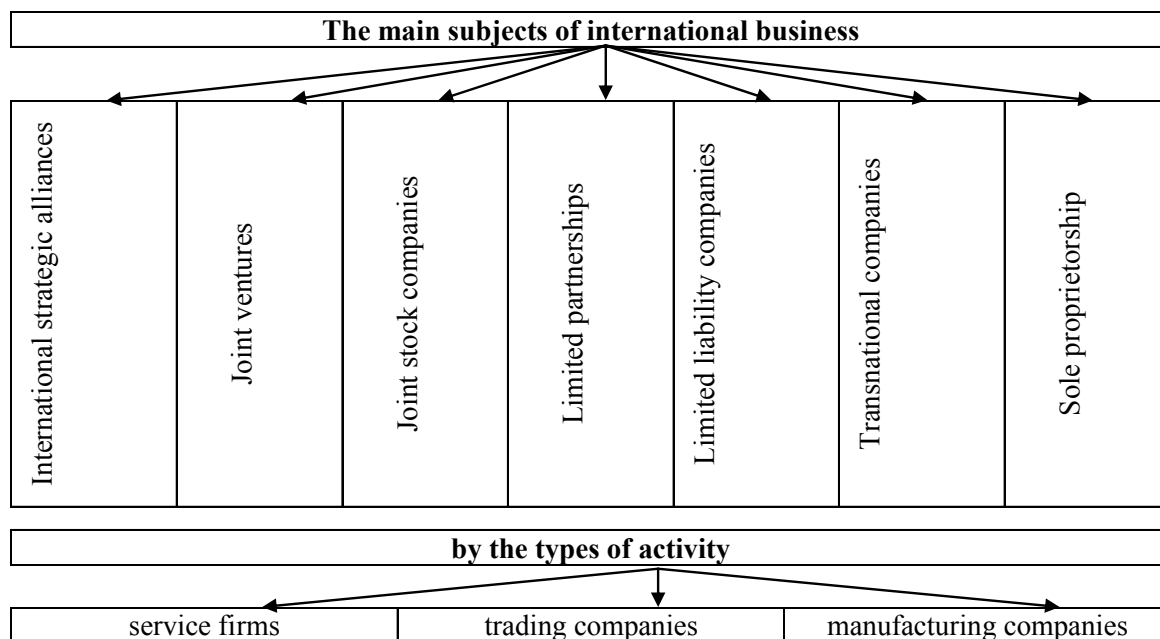 The main subjects of international business
International strategic alliances
Joint ventures
Joint stock companies
Limited partnerships
Limited liability companies
Transnational companies
Sole proprietorship
by the types of activity
service firms
trading companies
manufacturing companies